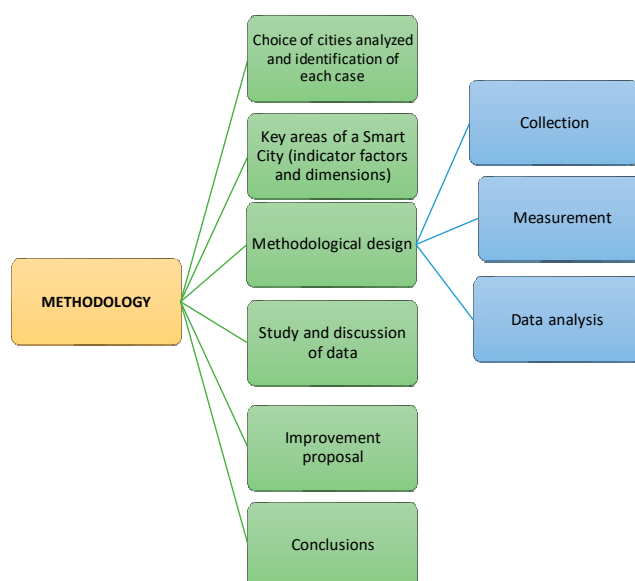 METHODOLOGY
Choice of cities analyzed
and identification of
each case
Key areas of a Smart
City (indicator factors
and dimensions)
Methodological design
Study and discussion
of data
Improvement
proposal
Conclusions
Collection
Measurement
Data analysis